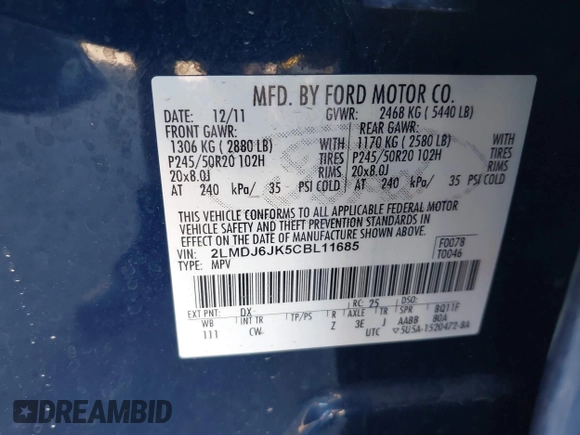 MFD. BY FORD MOTOR CO.
DATE: 12/11 GVWR: 2468 KG ( 5440 LB)
FRONT GAWR: REAR GAWR:
1306 KG ( 2880 LB) 1170 KG ( 2580 LB) WITH
P245/50R20 102H TIRES P245/50R20 102H TIRES
20x8.0J RIMS 20x8.0J RIMS
AT 240 kPa/ 35 PSI COLD AT 240 kPa/ 35 PSI COLD
THIS VEHICLE CONFORMS TO ALL APPLICABLE FEDERAL MOTOR
VEHICLE SAFETY AND THEFT PREVENTION STANDARDS IN
EFFECT ON THE DATE OF MANUFACTURE SHOWN ABOVE.
VIN: 2LMDJ6JK5CBL11685 F0078
TYPE: MPV T0046
EXT PNT: DX RC: 25 DSO:
WB INT TR TP/PS R AXLE TR SPR BQ11F
111 CW Z 3E J AABB 80A
UTC 5U5A-1520472-BA
DREAMBID